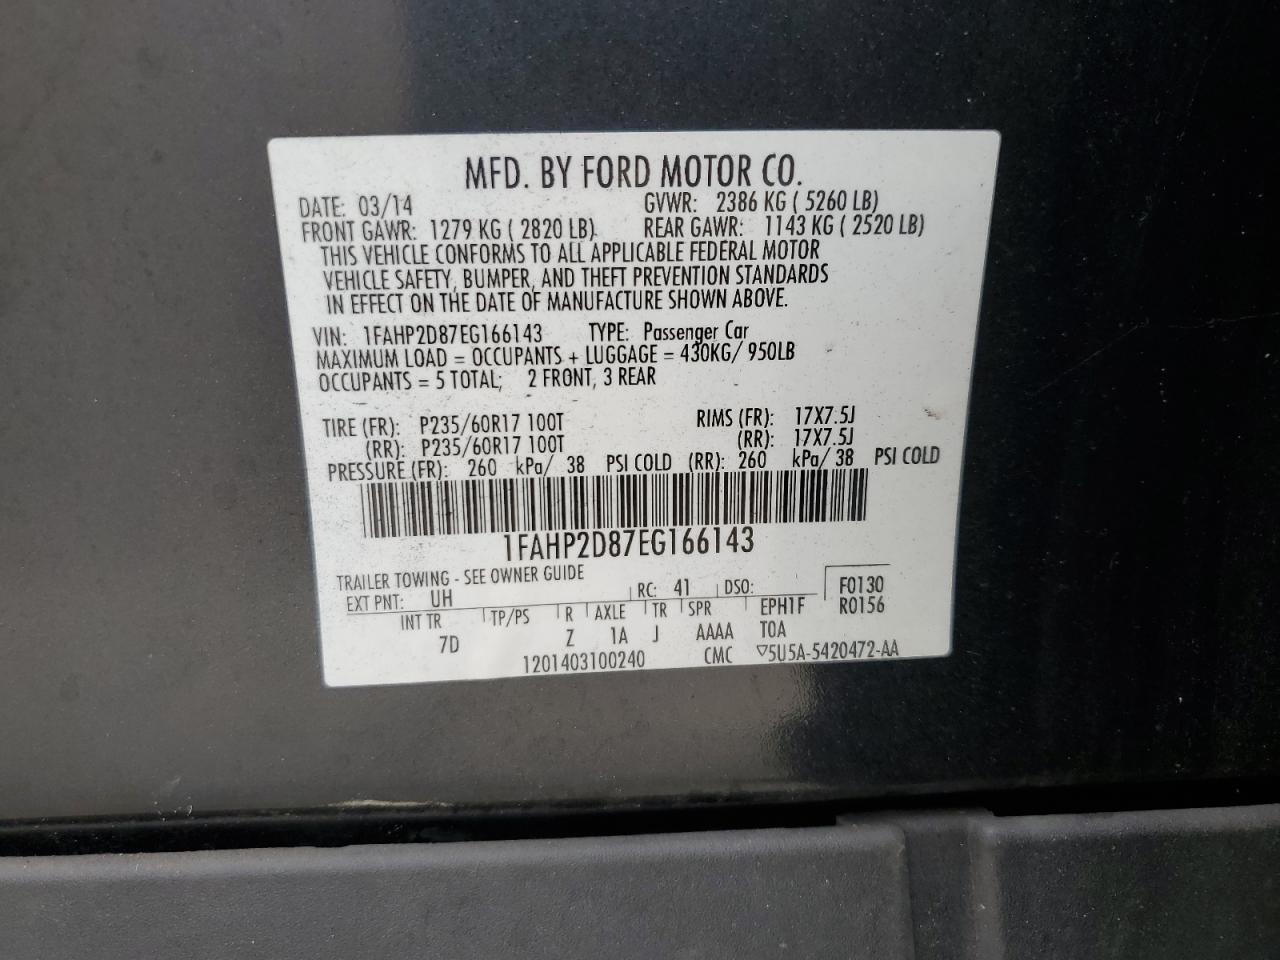 MFD. BY FORD MOTOR CO.
DATE: 03/14 GVWR: 2386 KG ( 5260 LB)
FRONT GAWR: 1279 KG ( 2820 LB) REAR GAWR: 1143 KG ( 2520 LB)
THIS VEHICLE CONFORMS TO ALL APPLICABLE FEDERAL MOTOR
VEHICLE SAFETY, BUMPER, AND THEFT PREVENTION STANDARDS
IN EFFECT ON THE DATE OF MANUFACTURE SHOWN ABOVE.
VIN: 1FAHP2D87EG166143 TYPE: Passenger Car
MAXIMUM LOAD = OCCUPANTS + LUGGAGE = 430KG/ 950LB
OCCUPANTS = 5 TOTAL; 2 FRONT, 3 REAR
TIRE (FR): P235/60R17 100T RIMS (FR): 17X7.5J
(RR): P235/60R17 100T (RR): 17X7.5J
PRESSURE (FR): 260 kPa/ 38 PSI COLD (RR): 260 kPa/ 38 PSI COLD
1FAHP2D87EG166143
TRAILER TOWING - SEE OWNER GUIDE
EXT PNT: UH RC: 41 DSO: F0130
INT TR TP/PS R AXLE TR SPR EPH1F R0156
7D Z 1A J AAAA TOA
1201403100240 CMC ▽5U5A-5420472-AA